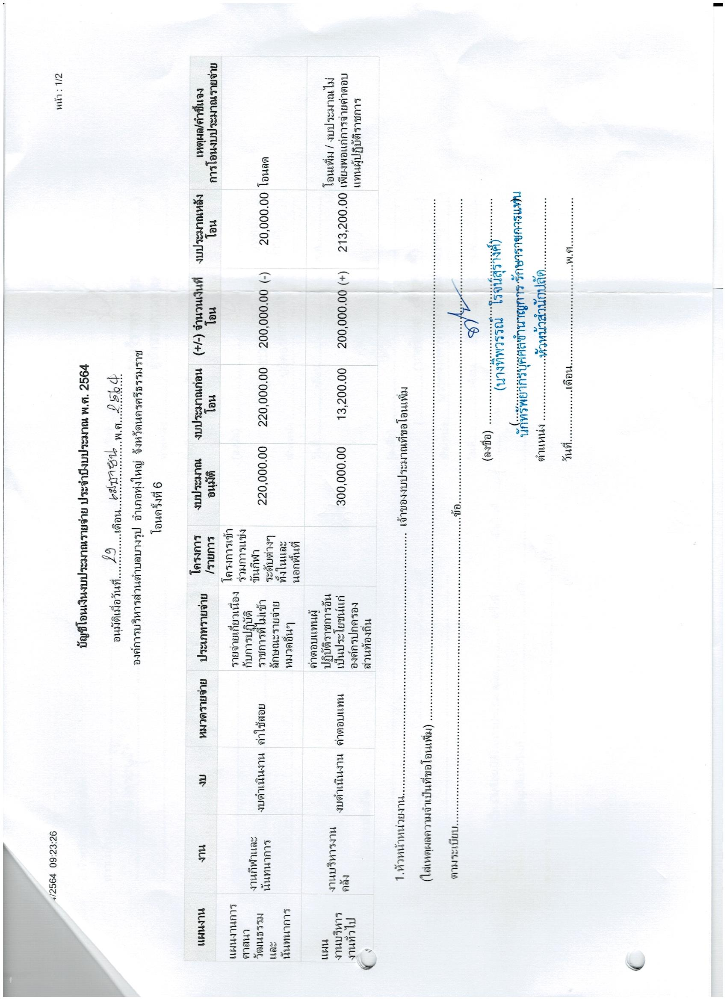 /2564 09:23:26
หน้า : 1/2
บัญชีโอนเงินงบประมาณรายจ่าย ประจำปีงบประมาณ พ.ศ. 2564
อนุมัติเมื่อวันที่....29.......เดือน...เมษายน...พ.ศ...2564...
องค์การบริหารส่วนตำบลบางรูป อำเภอทุ่งใหญ่ จังหวัดนครศรีธรรมราช
โอนครั้งที่ 6
แผนงาน งาน งบ หมวดรายจ่าย ประเภทรายจ่าย โครงการ/รายการ งบประมาณอนุมัติ งบประมาณก่อนโอน (+/-) จำนวนเงินที่โอน งบประมาณหลังโอน เหตุผล/คำชี้แจงการโอนงบประมาณรายจ่าย
แผนงานการศาสนาวัฒนธรรมและนันทนาการ งานกีฬาและนันทนาการ งบดำเนินงาน ค่าใช้สอย รายจ่ายเกี่ยวเนื่องกับการปฏิบัติราชการที่ไม่เข้าลักษณะรายจ่ายหมวดอื่นๆ โครงการเข้าร่วมการแข่งขันกีฬาระดับต่างๆทั้งในและนอกพื้นที่ 220,000.00 220,000.00 200,000.00 (-) 20,000.00 โอนลด
แผนงานบริหารงานทั่วไป งานบริหารงานคลัง งบดำเนินงาน ค่าตอบแทน ค่าตอบแทนผู้ปฏิบัติราชการอันเป็นประโยชน์แก่องค์กรปกครองส่วนท้องถิ่น 300,000.00 13,200.00 200,000.00 (+) 213,200.00 โอนเพิ่ม / งบประมาณไม่เพียงพอแก่การจ่ายค่าตอบแทนผู้ปฏิบัติราชการ
1.หัวหน้าหน่วยงาน.................... เจ้าของงบประมาณที่ขอโอนเพิ่ม
(ใส่เหตุผลความจำเป็นที่ขอโอนเพิ่ม) ....................
ตามระเบียบ....................ข้อ....................
(ลงชื่อ) ....................
(นางทิพวรรณ์ โรจน์สุรางค์)
(....................)
นักทรัพยากรบุคคลชำนาญการ รักษาราชการแทน
ตำแหน่ง ..........หัวหน้าสำนักปลัด..........
วันที่...............เดือน....................พ.ศ...............